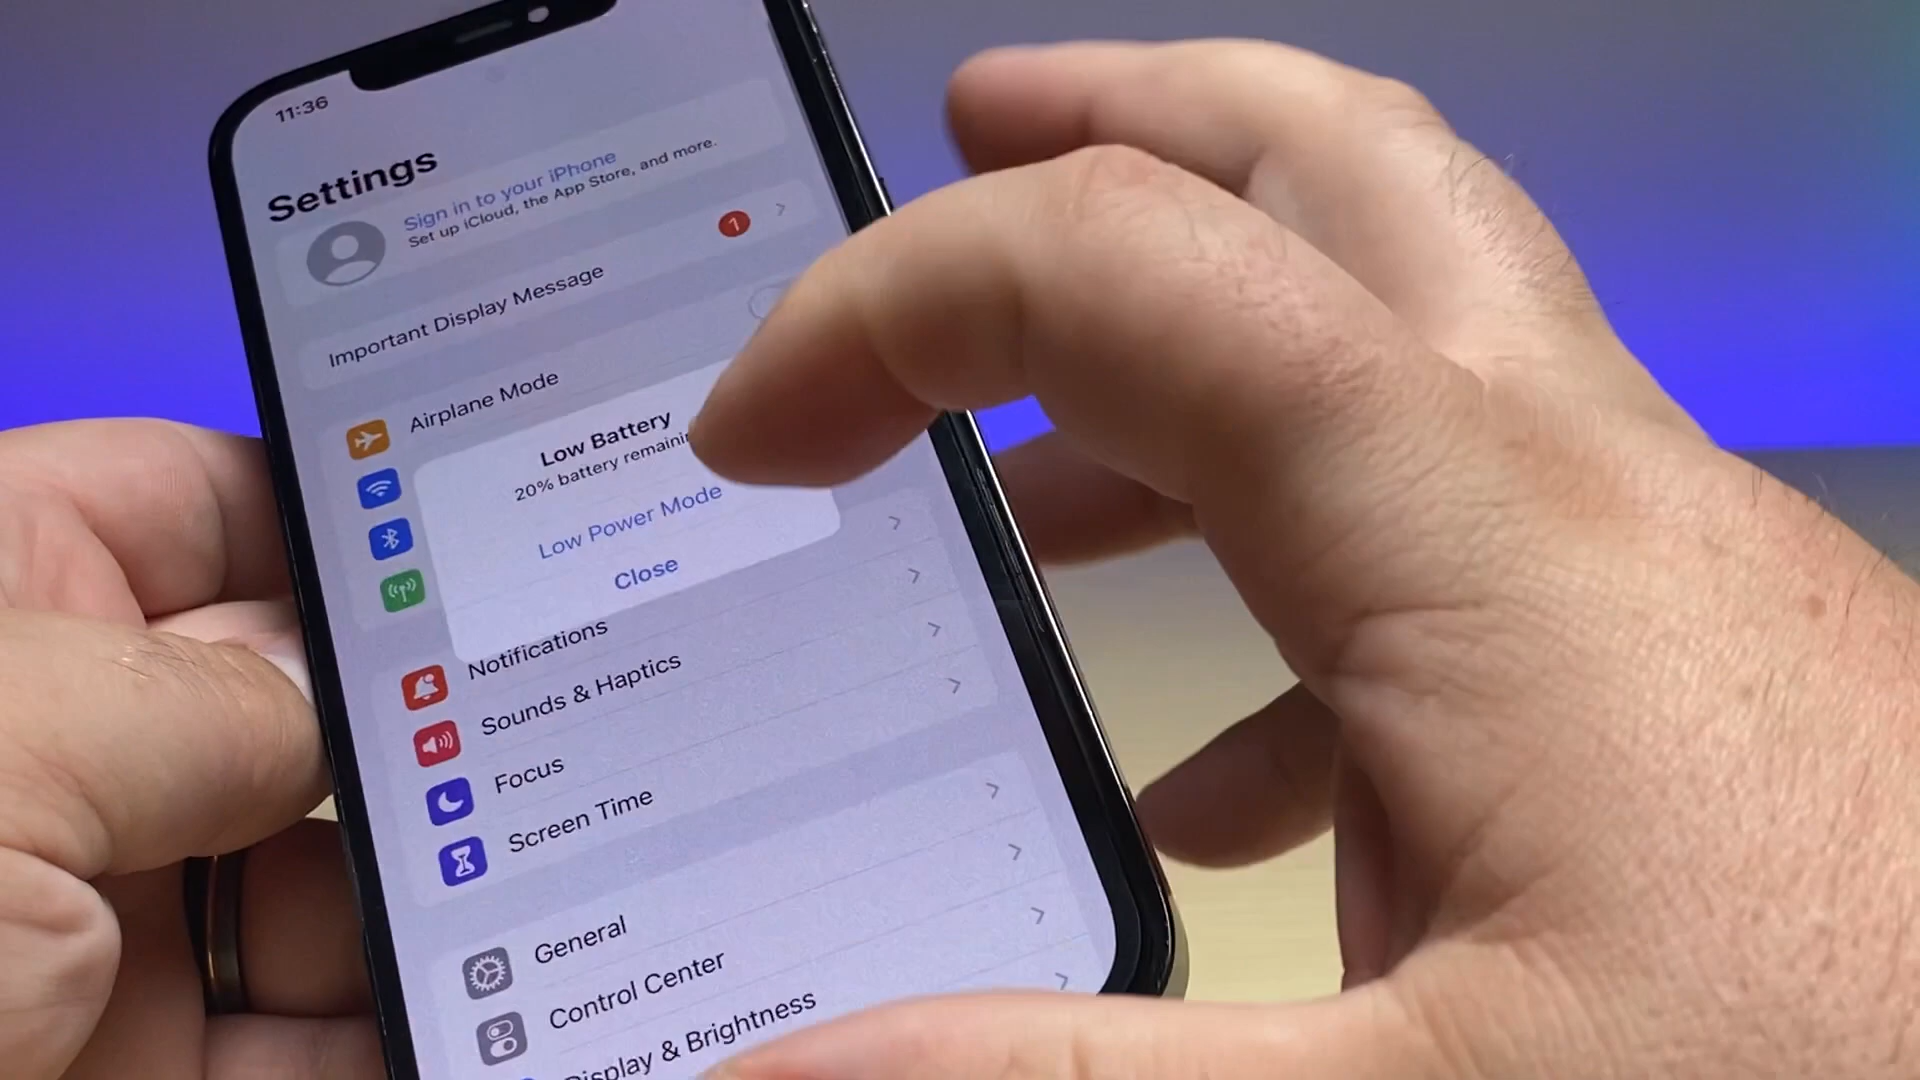 11:36
Settings
Sign in to your iPhone
Set up iCloud, the App Store, and more.
1
Important Display Message
Airplane Mode
Low Battery
20% battery
Low Power Mode
Close
Notifications
Sounds & Haptics
Focus
Screen Time
General
Control Center
Display & Brightness